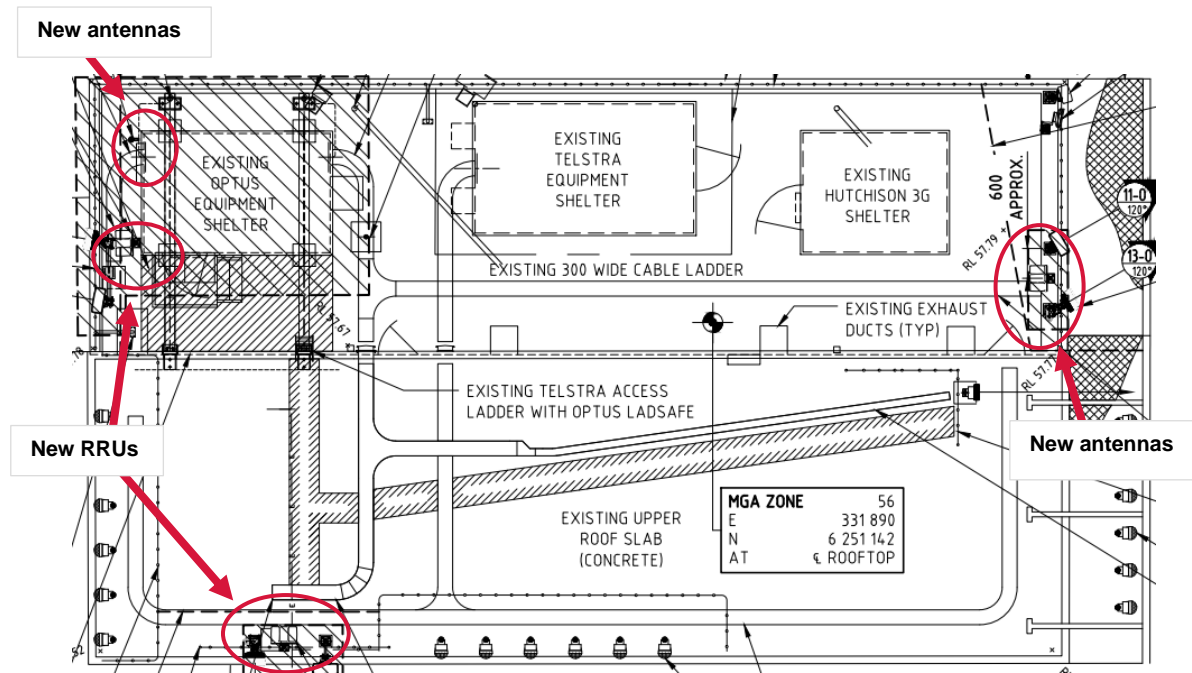 New antennas
EXISTING
OPTUS
EQUIPMENT
SHELTER
EXISTING
TELSTRA
EQUIPMENT
SHELTER
EXISTING
HUTCHISON 3G
SHELTER
600
APPROX.
11-0
120°
13-0
120°
RL 57.79 +
EXISTING 300 WIDE CABLE LADDER
RL 57.67
EXISTING EXHAUST
DUCTS (TYP)
RL 57.77
EXISTING TELSTRA ACCESS
LADDER WITH OPTUS LADSAFE
New RRUs
New antennas
MGA ZONE 56
E 331 890
N 6 251 142
AT ℄ ROOFTOP
EXISTING UPPER
ROOF SLAB
(CONCRETE)